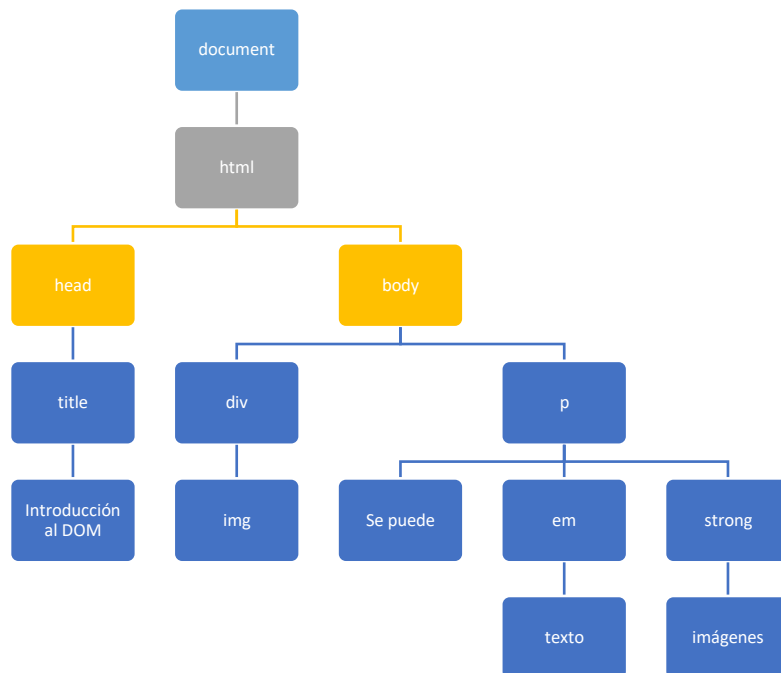 document
html
head
body
title
div
p
Introducción
al DOM
img
Se puede
em
strong
texto
imágenes